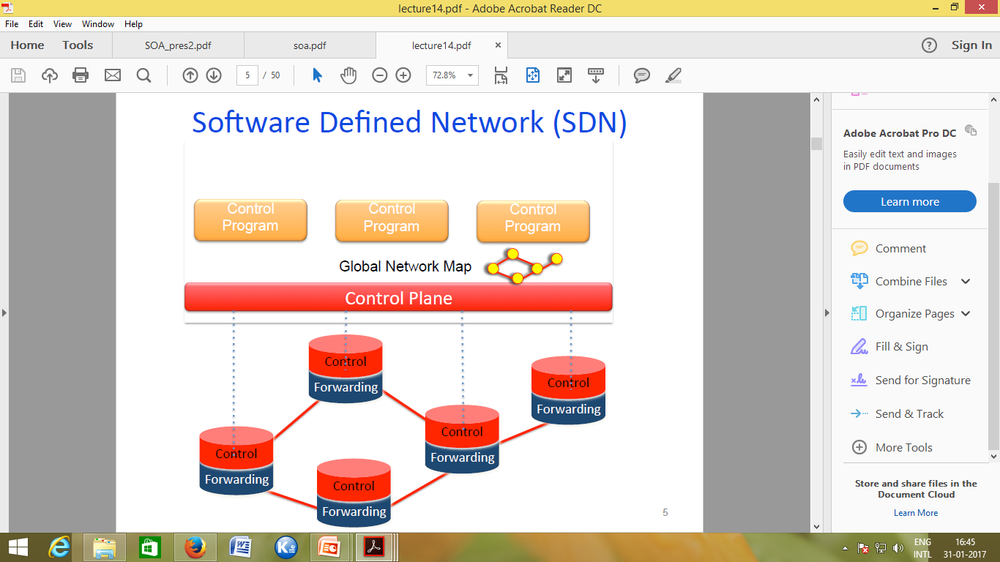 lecture14.pdf - Adobe Acrobat Reader DC
File Edit View Window Help
Home Tools SOA_pres2.pdf soa.pdf lecture14.pdf × Sign In
5 / 50 72.8%
Software Defined Network (SDN)
Control
Program
Control
Program
Control
Program
Global Network Map
Control Plane
Control
Forwarding
Control
Forwarding
Control
Forwarding
Control
Forwarding
Control
Forwarding
5
Adobe Acrobat Pro DC
Easily edit text and images
in PDF documents
Learn more
Comment
Combine Files
Organize Pages
Fill & Sign
Send for Signature
Send & Track
More Tools
Store and share files in the
Document Cloud
Learn More
ENG
INTL
16:45
31-01-2017